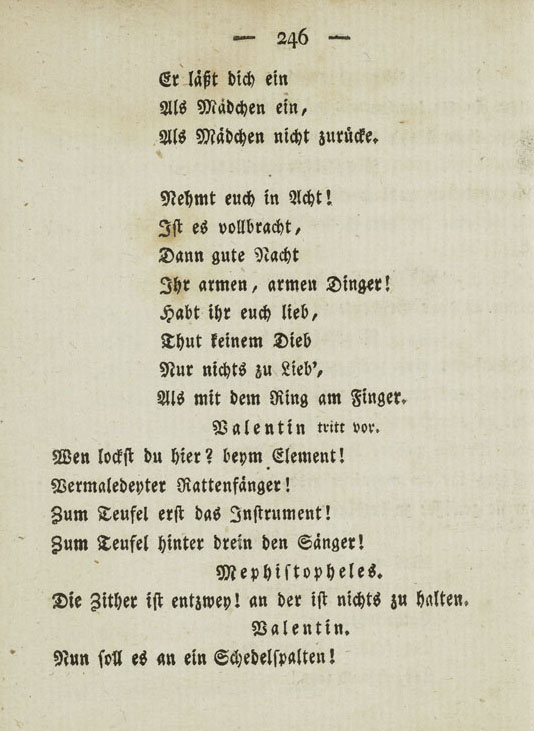 — 246 —
Er läßt dich ein
Als Mädchen ein,
Als Mädchen nicht zurücke.
Nehmt euch in Acht!
Ist es vollbracht,
Dann gute Nacht
Ihr armen, armen Dinger!
Habt ihr euch lieb,
Thut keinem Dieb
Nur nichts zu Lieb’,
Als mit dem Ring am Finger.
Valentin tritt vor.
Wen lockst du hier? beym Element!
Vermaledeyter Rattenfänger!
Zum Teufel erst das Instrument!
Zum Teufel hinter drein den Sänger!
Mephistopheles.
Die Zither ist entzwey! an der ist nichts zu halten.
Valentin.
Nun soll es an ein Schedelspalten!